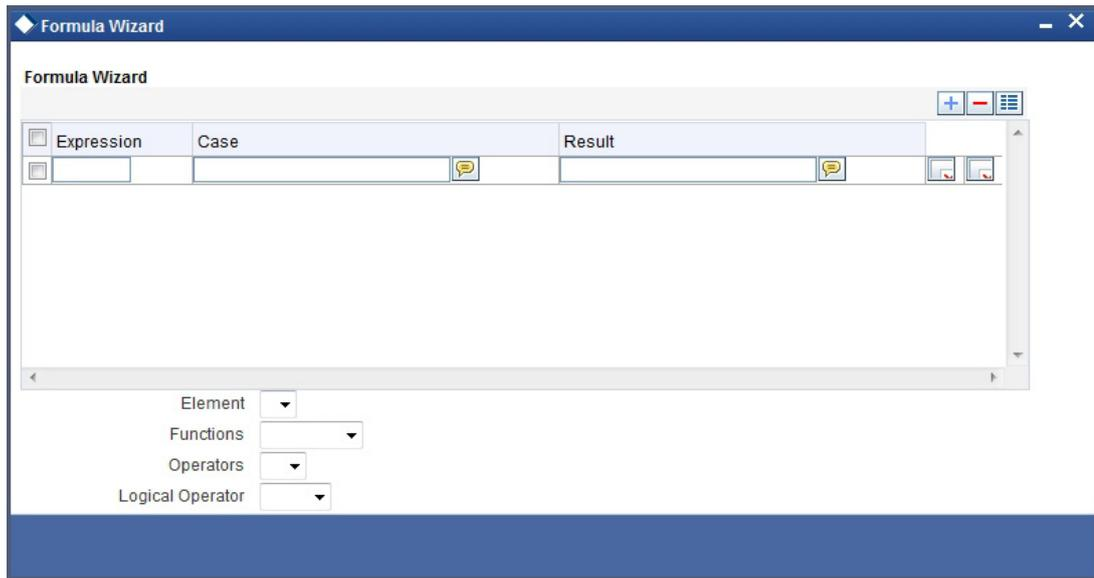 Formula Wizard
Formula Wizard
Expression Case Result
Element
Functions
Operators
Logical Operator